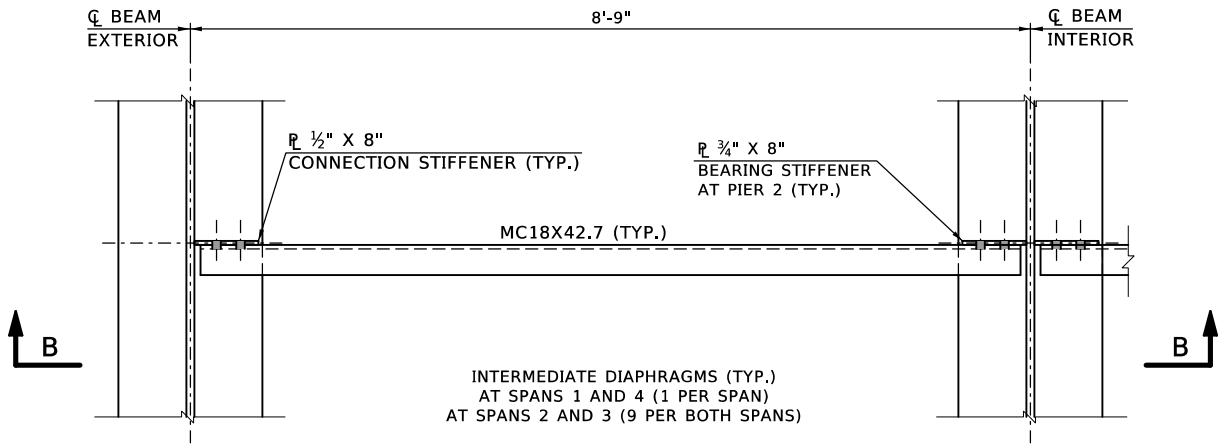 ℄ BEAM
EXTERIOR
8'-9"
℄ BEAM
INTERIOR
℞ ½" X 8"
CONNECTION STIFFENER (TYP.)
℞ ¾" X 8"
BEARING STIFFENER
AT PIER 2 (TYP.)
MC18X42.7 (TYP.)
B
B
INTERMEDIATE DIAPHRAGMS (TYP.)
AT SPANS 1 AND 4 (1 PER SPAN)
AT SPANS 2 AND 3 (9 PER BOTH SPANS)